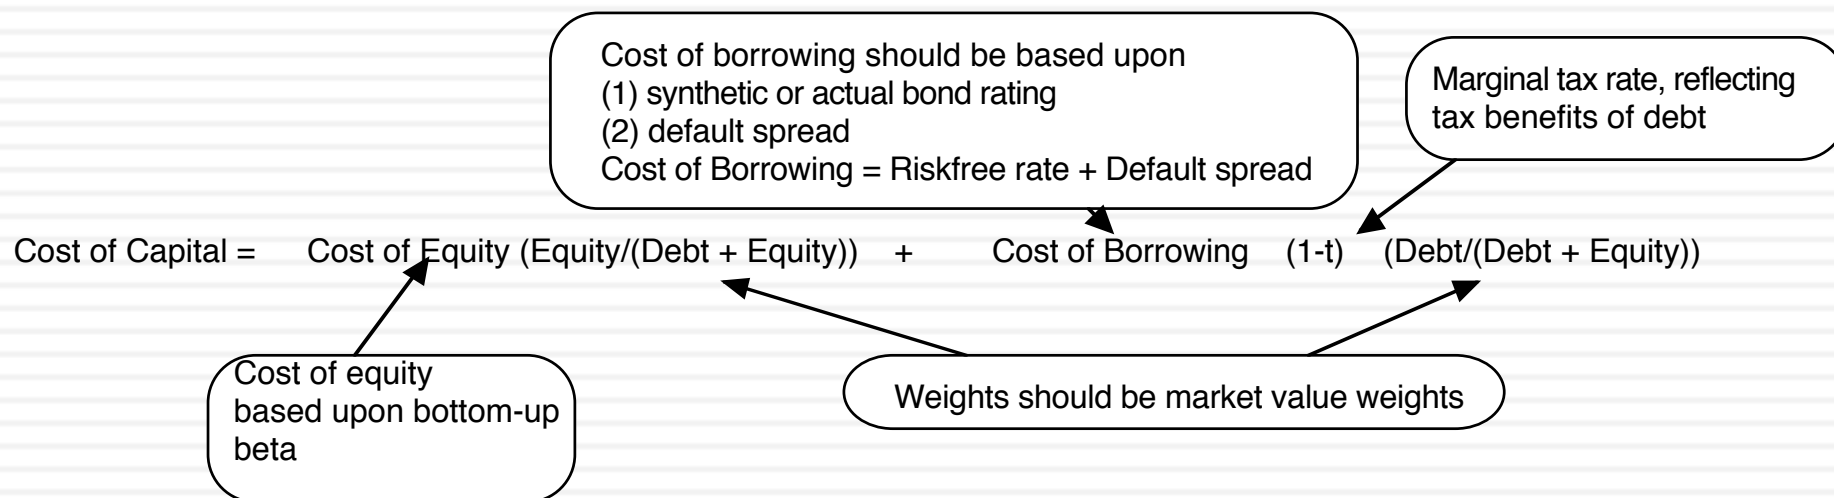 Cost of borrowing should be based upon
(1) synthetic or actual bond rating
(2) default spread
Cost of Borrowing = Riskfree rate + Default spread
Marginal tax rate, reflecting
tax benefits of debt
Cost of Capital = Cost of Equity (Equity/(Debt + Equity)) + Cost of Borrowing (1-t) (Debt/(Debt + Equity))
Cost of equity
based upon bottom-up
beta
Weights should be market value weights